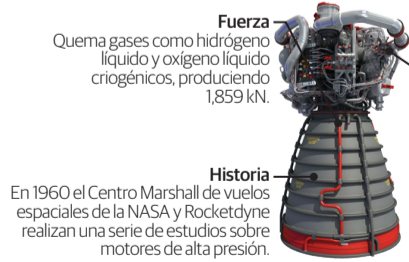 Fuerza
Quema gases como hidrógeno
líquido y oxígeno líquido
criogénicos, produciendo
1,859 kN.
Historia
En 1960 el Centro Marshall de vuelos
espaciales de la NASA y Rocketdyne
realizan una serie de estudios sobre
motores de alta presión.